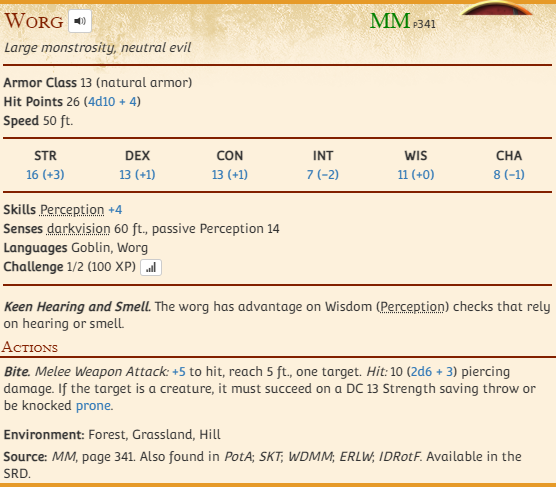 WORG MM P341
Large monstrosity, neutral evil
Armor Class 13 (natural armor)
Hit Points 26 (4d10 + 4)
Speed 50 ft.
STR DEX CON INT WIS CHA
16 (+3) 13 (+1) 13 (+1) 7 (−2) 11 (+0) 8 (−1)
Skills Perception +4
Senses darkvision 60 ft., passive Perception 14
Languages Goblin, Worg
Challenge 1/2 (100 XP)
Keen Hearing and Smell. The worg has advantage on Wisdom (Perception) checks that rely
on hearing or smell.
ACTIONS
Bite. Melee Weapon Attack: +5 to hit, reach 5 ft., one target. Hit: 10 (2d6 + 3) piercing
damage. If the target is a creature, it must succeed on a DC 13 Strength saving throw or
be knocked prone.
Environment: Forest, Grassland, Hill
Source: MM, page 341. Also found in PotA; SKT; WDMM; ERLW; IDRotF. Available in the
SRD.